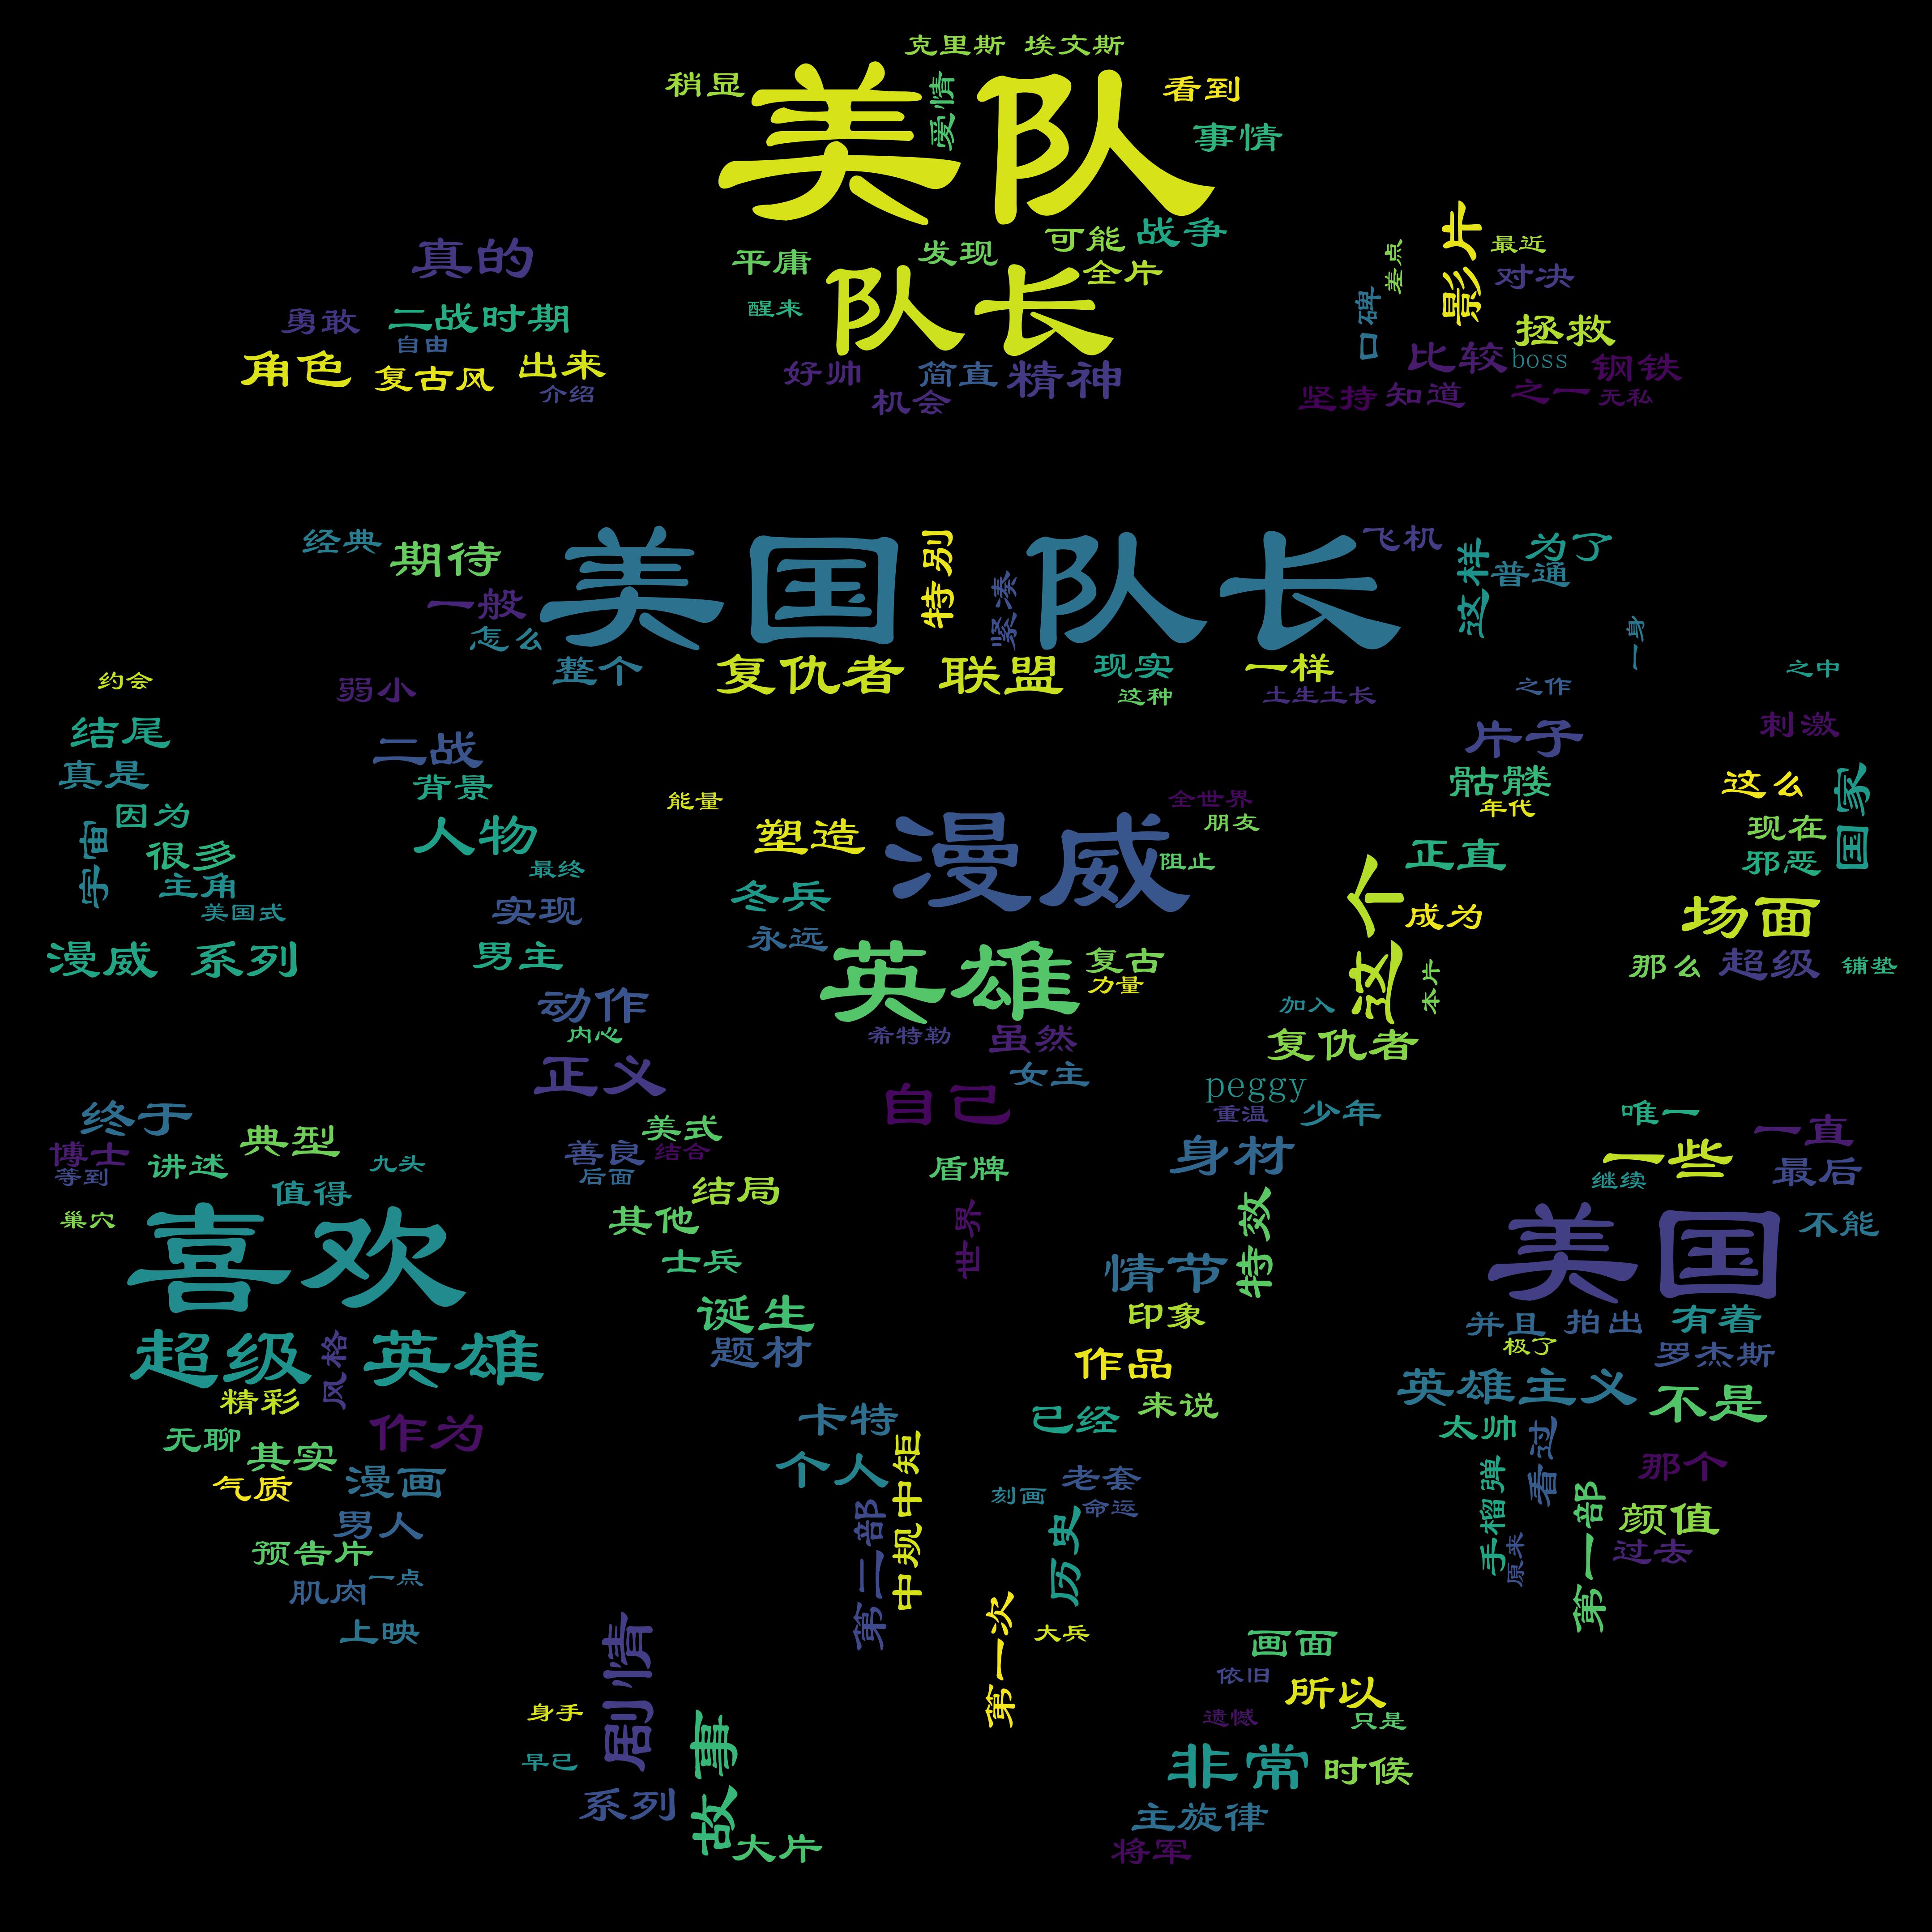 克里斯 埃文斯
稍显
美队
爱情
看到
事情
平庸
发现
可能
战争
全片
队长
醒来
好帅
简直
精神
机会
真的
勇敢
二战时期
自由
角色
复古风
出来
介绍
影片
最近
差点
对决
口碑
拯救
比较
boss
钢铁
坚持
知道
之一
无私
经典
期待
一般
怎么
美国 队长
特别
紧凑
飞机
这样
为了
普通
一身
整个
复仇者 联盟
现实
这种
一样
土生土长
之作
之中
约会
弱小
结尾
真是
因为
宇宙
很多
主角
美国式
漫威 系列
二战
背景
人物
最终
实现
男主
能量
塑造
漫威
全世界
朋友
阻止
冬兵
永远
英雄
复古
力量
希特勒
虽然
女主
自己
片子
骷髅
年代
正直
这个
成为
本片
加入
复仇者
刺激
这么
国家
现在
邪恶
场面
那么
超级
铺垫
动作
内心
正义
peggy
重温
少年
身材
终于
博士
等到
典型
讲述
九头
值得
巢穴
喜欢
超级 英雄
风格
精彩
无聊
其实
作为
气质
漫画
男人
预告片
肌肉
一点
上映
美式
善良
结合
后面
结局
其他
士兵
诞生
题材
盾牌
世界
特效
情节
印象
作品
来说
已经
唯一
一些
一直
继续
最后
美国
不能
并且
拍出
有着
极了
罗杰斯
英雄主义
不是
太帅
看过
那个
手榴弹
原来
第一部
颜值
过去
卡特
个人
中规中矩
第二部
刻画
老套
命运
历史
第一次
大兵
剧情
身手
早已
系列
故事
大片
画面
依旧
所以
遗憾
只是
非常
时候
主旋律
将军